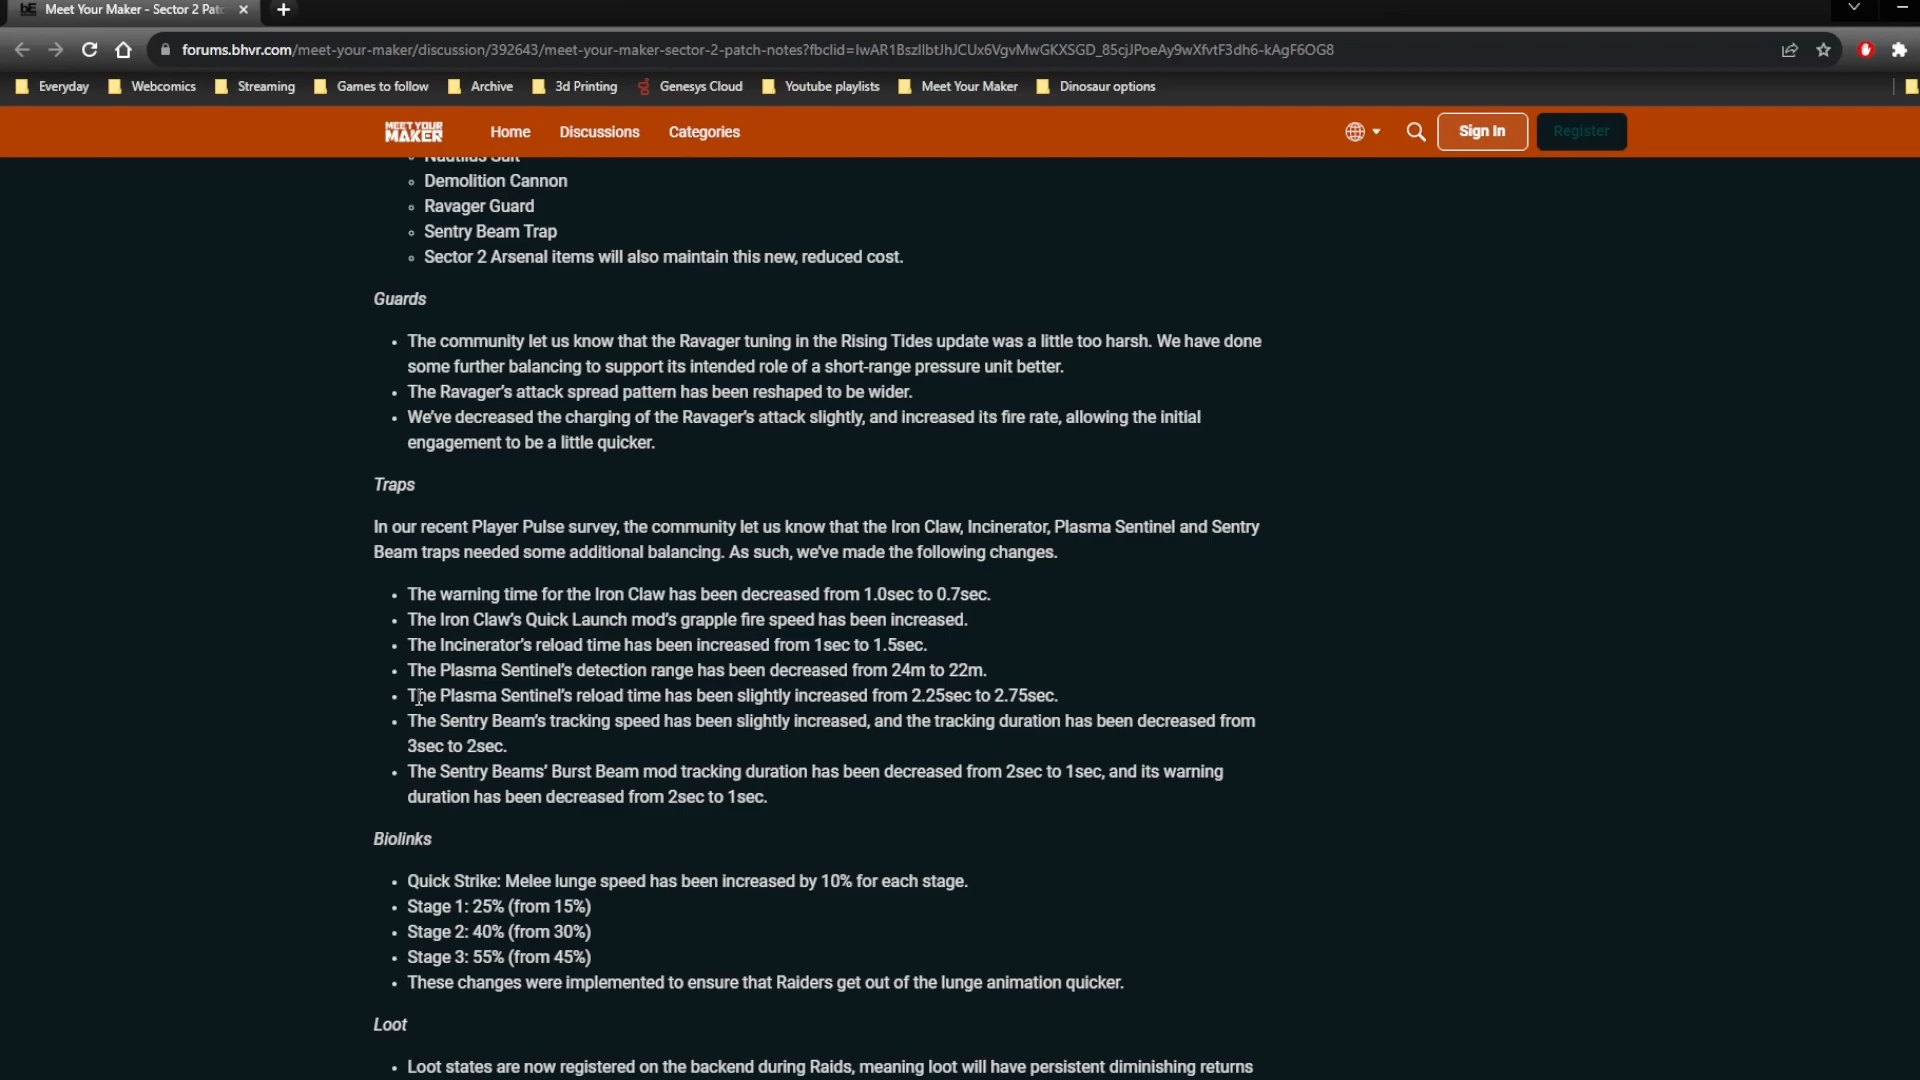 Meet Your Maker - Sector 2 Patc
forums.bhvr.com/meet-your-maker/discussion/392643/meet-your-maker-sector-2-patch-notes?fbclid=IwAR1BszIlbtJhJCUx6VgvMwGKXSGD_85cjJPoeAy9wXfvtF3dh6-kAgF6OG8
Everyday Webcomics Streaming Games to follow Archive 3d Printing Genesys Cloud Youtube playlists Meet Your Maker Dinosaur options
MEET YOUR MAKER Home Discussions Categories Sign In Register
Nautilus Suit
Demolition Cannon
Ravager Guard
Sentry Beam Trap
Sector 2 Arsenal items will also maintain this new, reduced cost.
Guards
The community let us know that the Ravager tuning in the Rising Tides update was a little too harsh. We have done
some further balancing to support its intended role of a short-range pressure unit better.
The Ravager's attack spread pattern has been reshaped to be wider.
We've decreased the charging of the Ravager's attack slightly, and increased its fire rate, allowing the initial
engagement to be a little quicker.
Traps
In our recent Player Pulse survey, the community let us know that the Iron Claw, Incinerator, Plasma Sentinel and Sentry
Beam traps needed some additional balancing. As such, we've made the following changes.
The warning time for the Iron Claw has been decreased from 1.0sec to 0.7sec.
The Iron Claw's Quick Launch mod's grapple fire speed has been increased.
The Incinerator's reload time has been increased from 1sec to 1.5sec.
The Plasma Sentinel's detection range has been decreased from 24m to 22m.
The Plasma Sentinel's reload time has been slightly increased from 2.25sec to 2.75sec.
The Sentry Beam's tracking speed has been slightly increased, and the tracking duration has been decreased from
3sec to 2sec.
The Sentry Beams' Burst Beam mod tracking duration has been decreased from 2sec to 1sec, and its warning
duration has been decreased from 2sec to 1sec.
Biolinks
Quick Strike: Melee lunge speed has been increased by 10% for each stage.
Stage 1: 25% (from 15%)
Stage 2: 40% (from 30%)
Stage 3: 55% (from 45%)
These changes were implemented to ensure that Raiders get out of the lunge animation quicker.
Loot
Loot states are now registered on the backend during Raids, meaning loot will have persistent diminishing returns